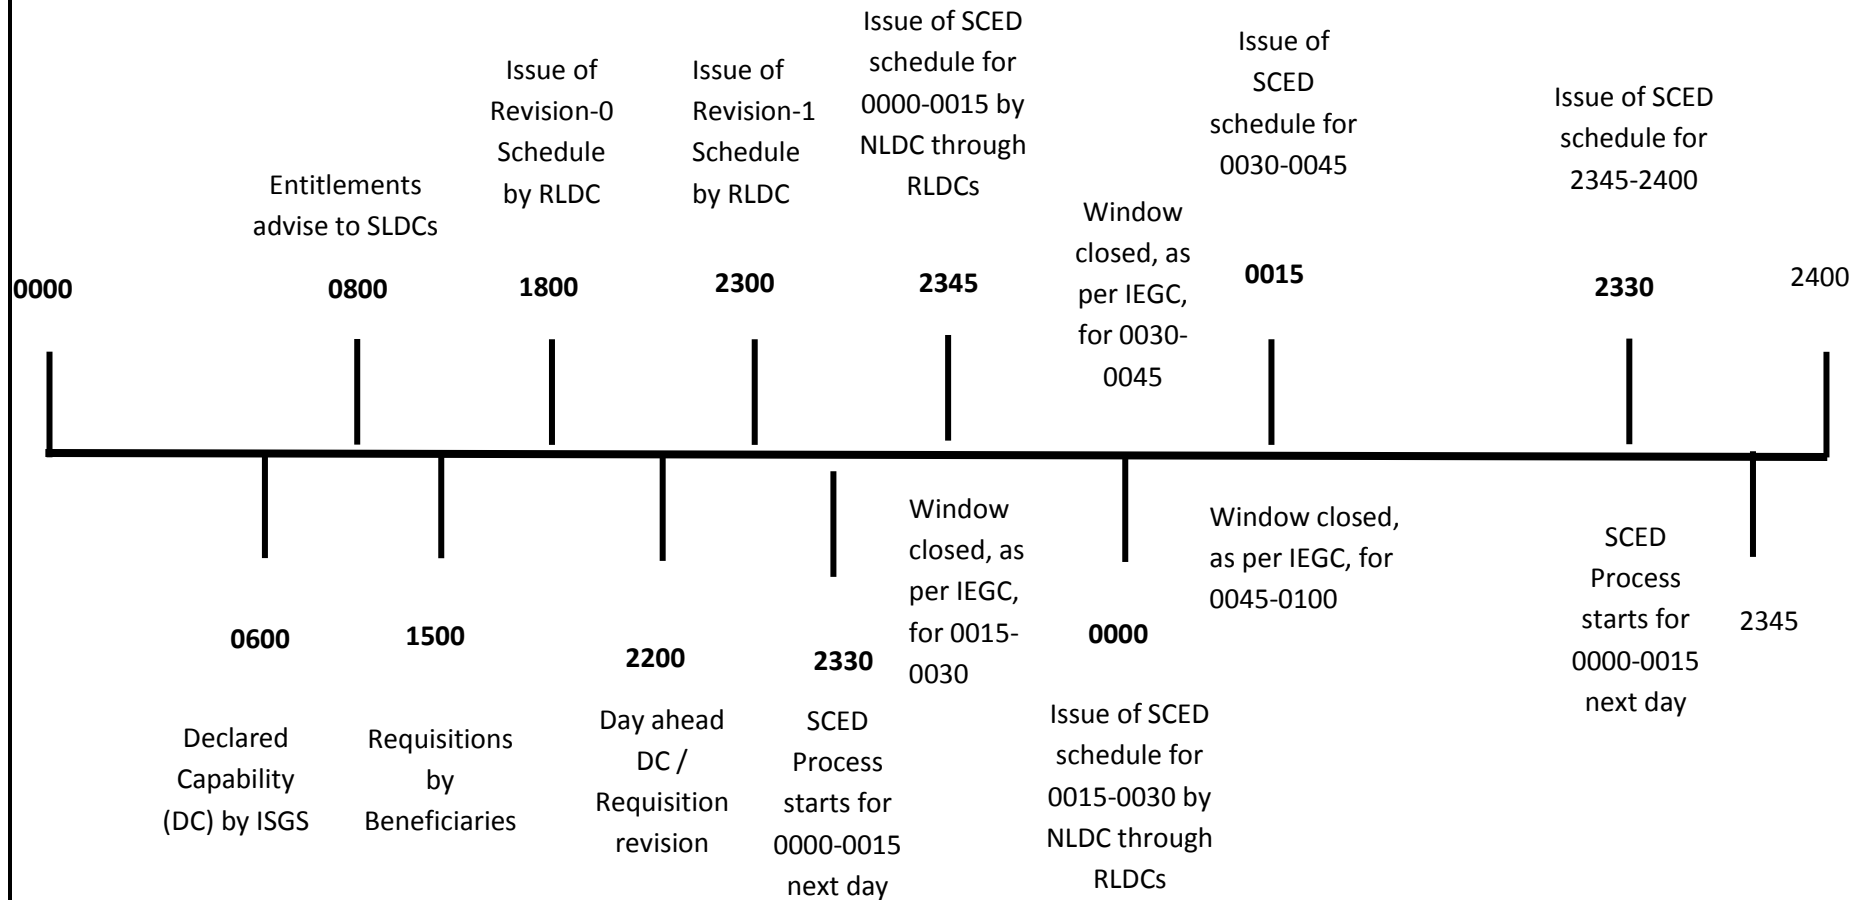 Issue of SCED
schedule for
0000-0015 by
NLDC through
RLDCs
Issue of
SCED
schedule for
0030-0045
Issue of
Revision-0
Schedule
by RLDC
Issue of
Revision-1
Schedule
by RLDC
Issue of SCED
schedule for
2345-2400
Entitlements
advise to SLDCs
Window
closed, as
per IEGC,
for 0030-
0045
0000
0800
1800
2300
2345
0015
2330
2400
Window
closed, as
per IEGC,
for 0015-
0030
Window closed,
as per IEGC, for
0045-0100
SCED
Process
starts for
0000-0015
next day
2345
0600
1500
2200
2330
0000
Declared
Capability
(DC) by ISGS
Requisitions
by
Beneficiaries
Day ahead
DC /
Requisition
revision
SCED
Process
starts for
0000-0015
next day
Issue of SCED
schedule for
0015-0030 by
NLDC through
RLDCs